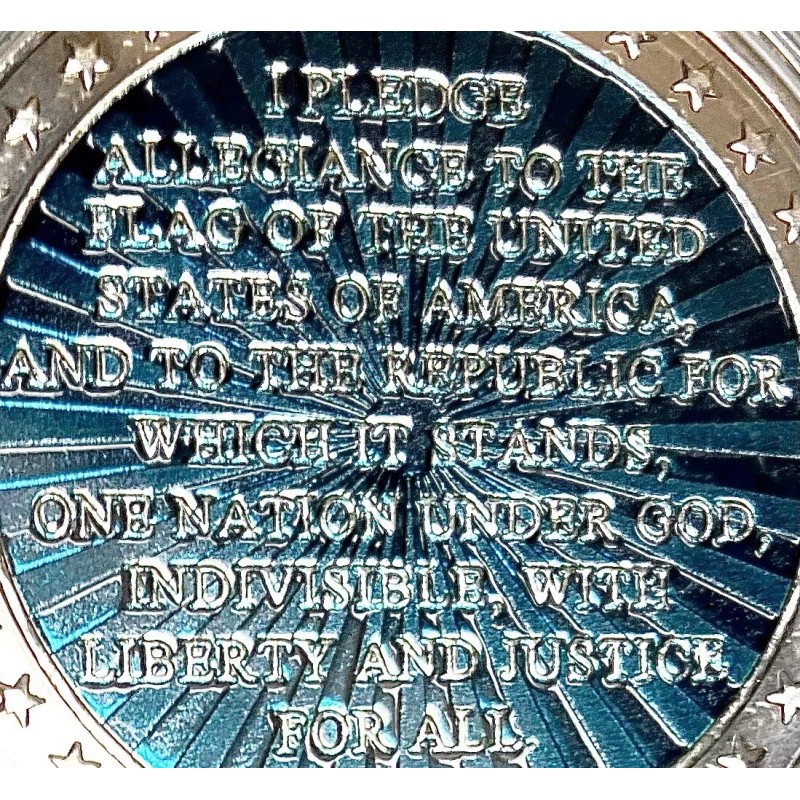 I PLEDGE
ALLEGIANCE TO THE
FLAG OF THE UNITED
STATES OF AMERICA,
AND TO THE REPUBLIC FOR
WHICH IT STANDS,
ONE NATION UNDER GOD,
INDIVISIBLE, WITH
LIBERTY AND JUSTICE
FOR ALL.